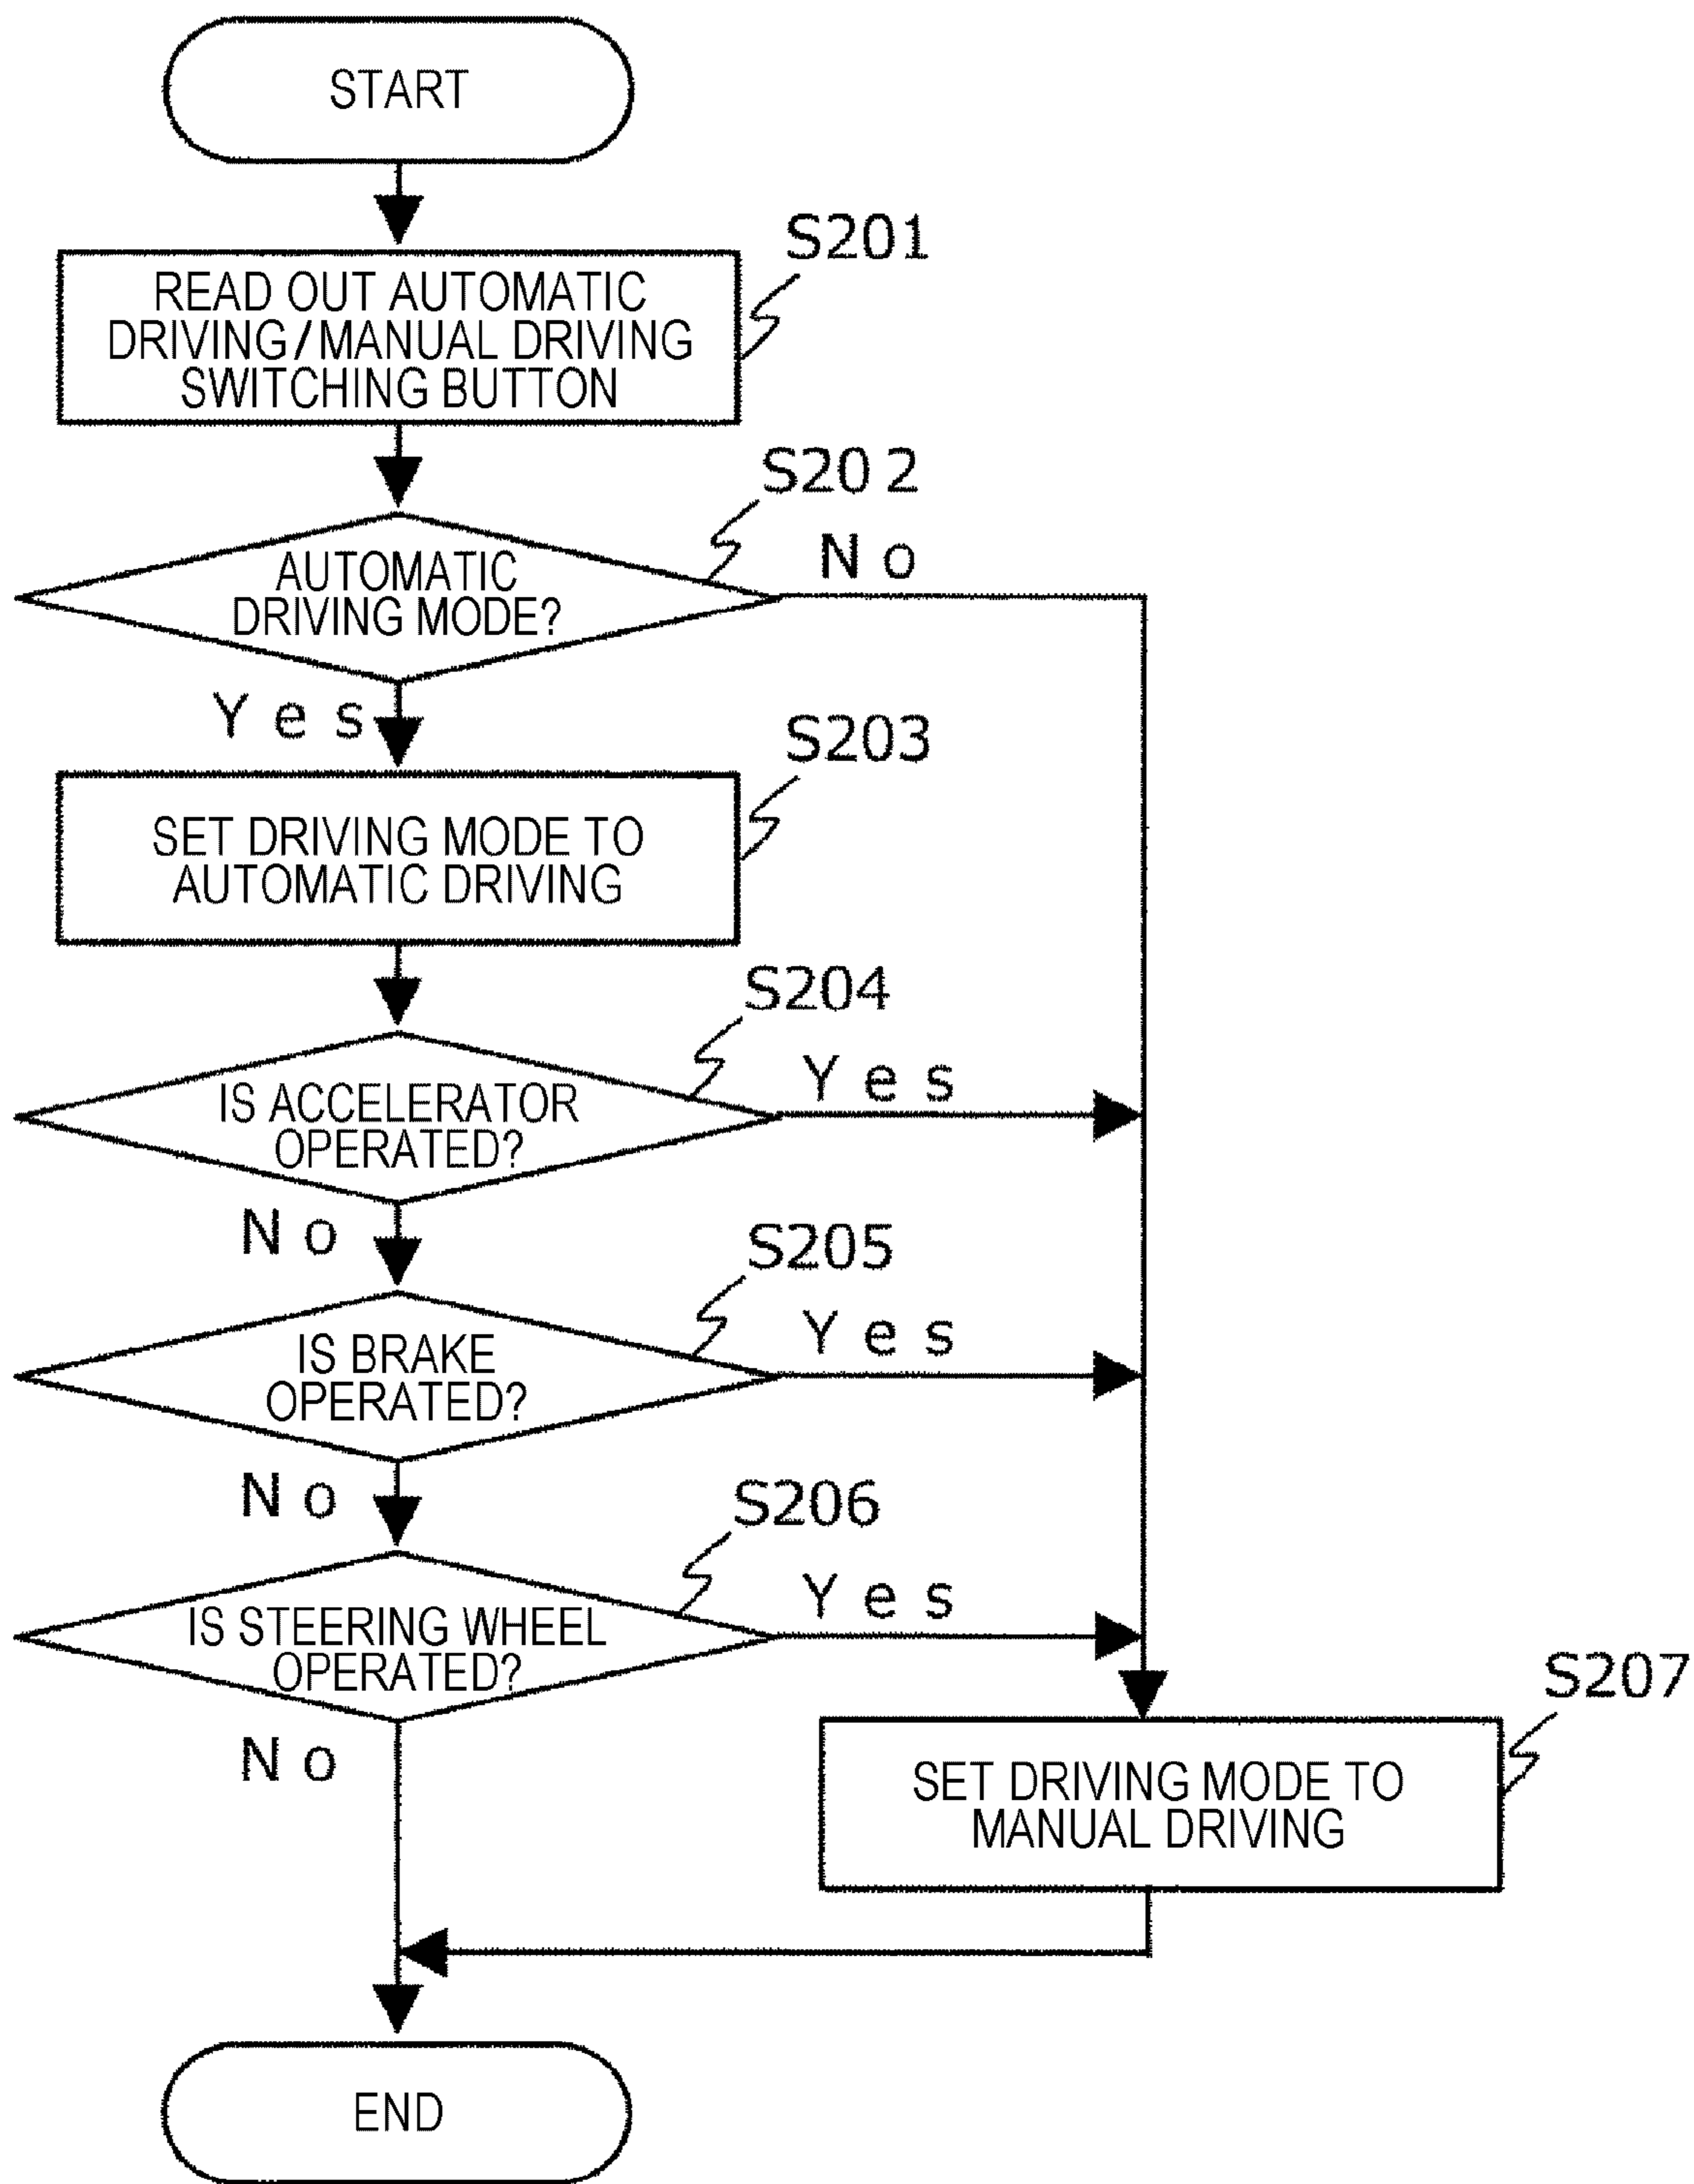 START
S201
READ OUT AUTOMATIC
DRIVING/MANUAL DRIVING
SWITCHING BUTTON
S202
No
AUTOMATIC
DRIVING MODE?
Yes
S203
SET DRIVING MODE TO
AUTOMATIC DRIVING
S204
Yes
IS ACCELERATOR
OPERATED?
No
S205
Yes
IS BRAKE
OPERATED?
No
S206
Yes
IS STEERING WHEEL
OPERATED?
No
S207
SET DRIVING MODE TO
MANUAL DRIVING
END